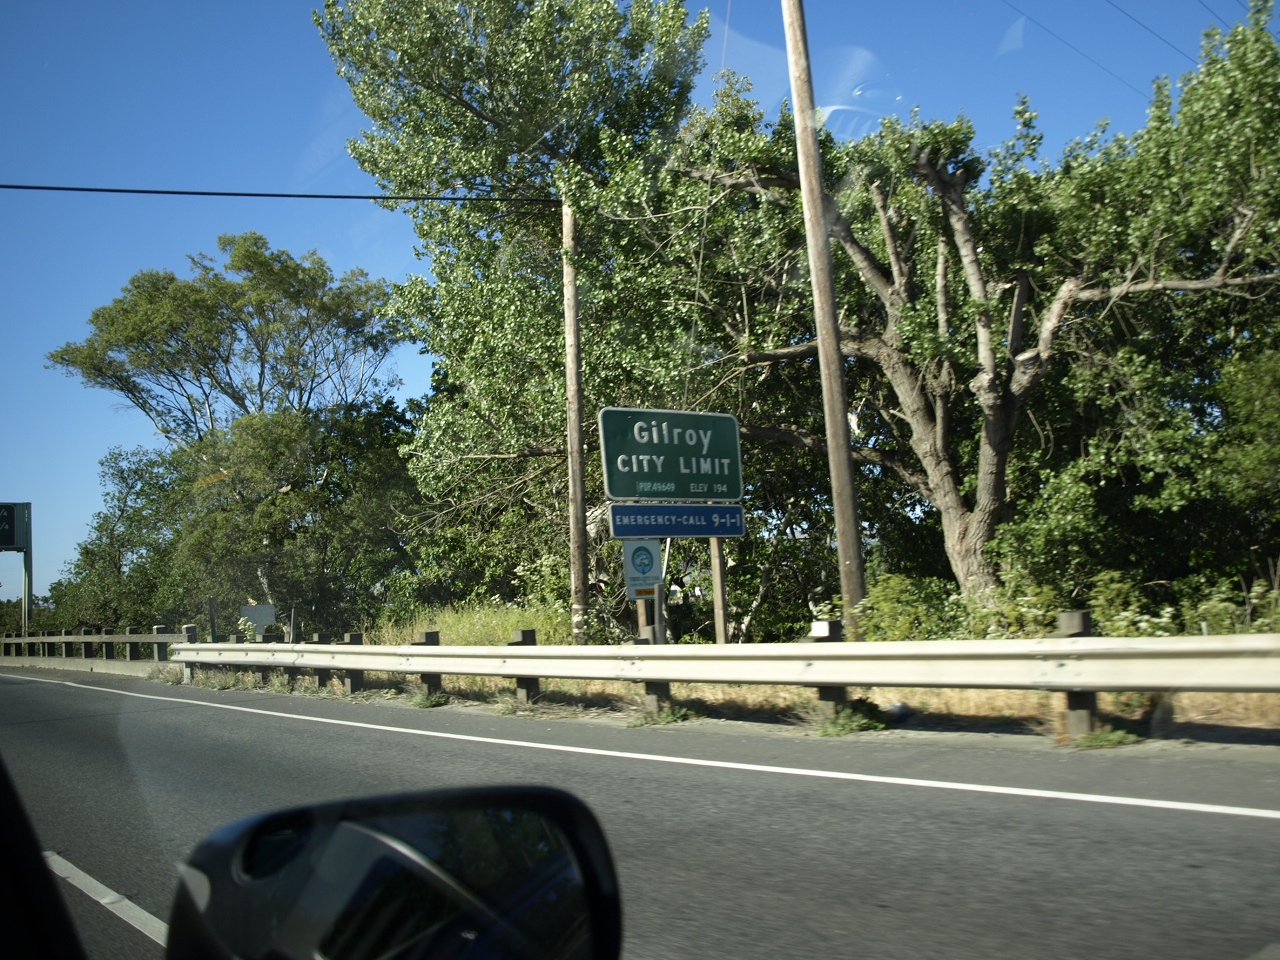 Gilroy
CITY LIMIT
POP.49649 ELEV 194
EMERGENCY-CALL 9-1-1